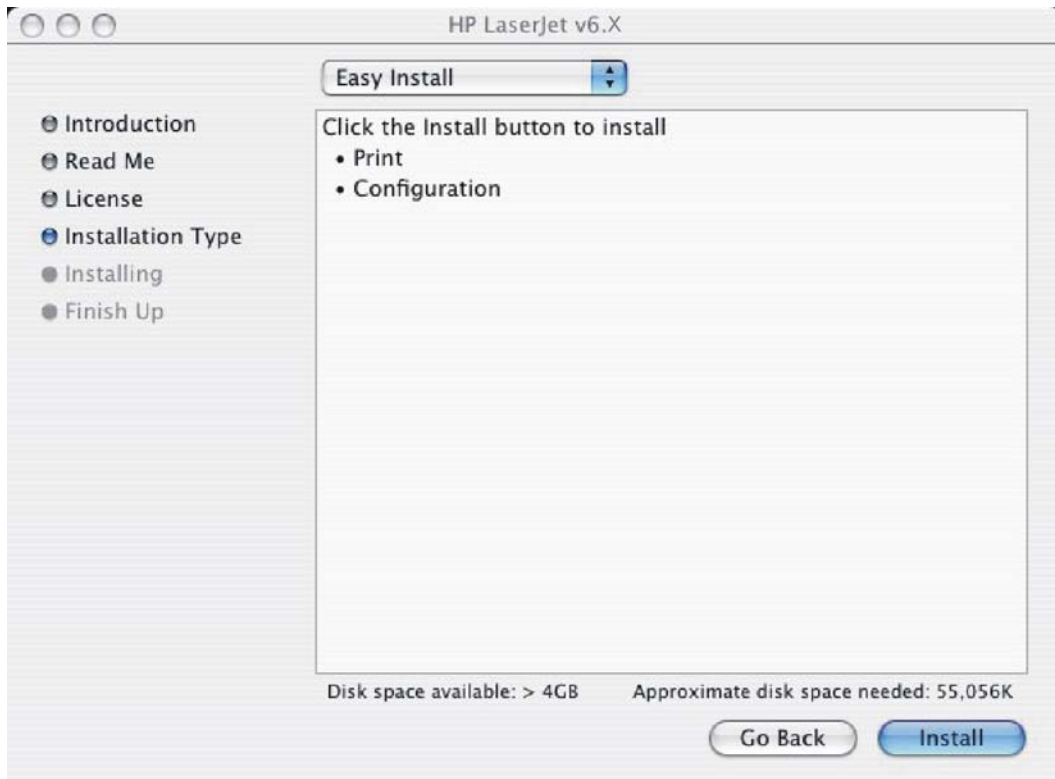 HP LaserJet v6.X
Easy Install
Introduction
Read Me
License
Installation Type
Installing
Finish Up
Click the Install button to install
• Print
• Configuration
Disk space available: > 4GB
Approximate disk space needed: 55,056K
Go Back
Install